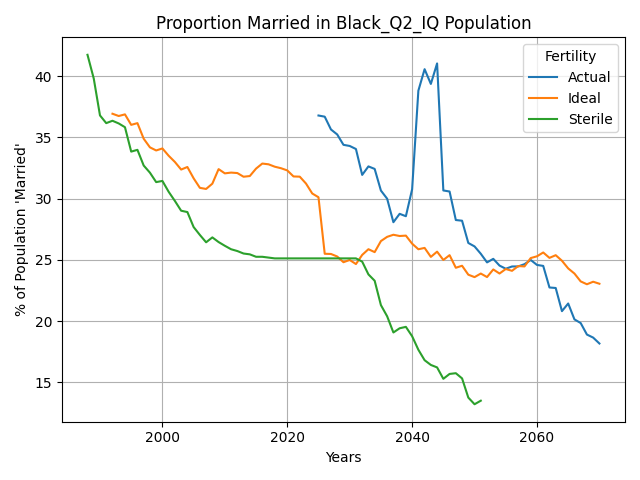 Proportion Married in Black_Q2_IQ Population
% of Population 'Married'
40
35
30
25
20
15
Fertility
Actual
Ideal
Sterile
2000
2020
2040
2060
Years